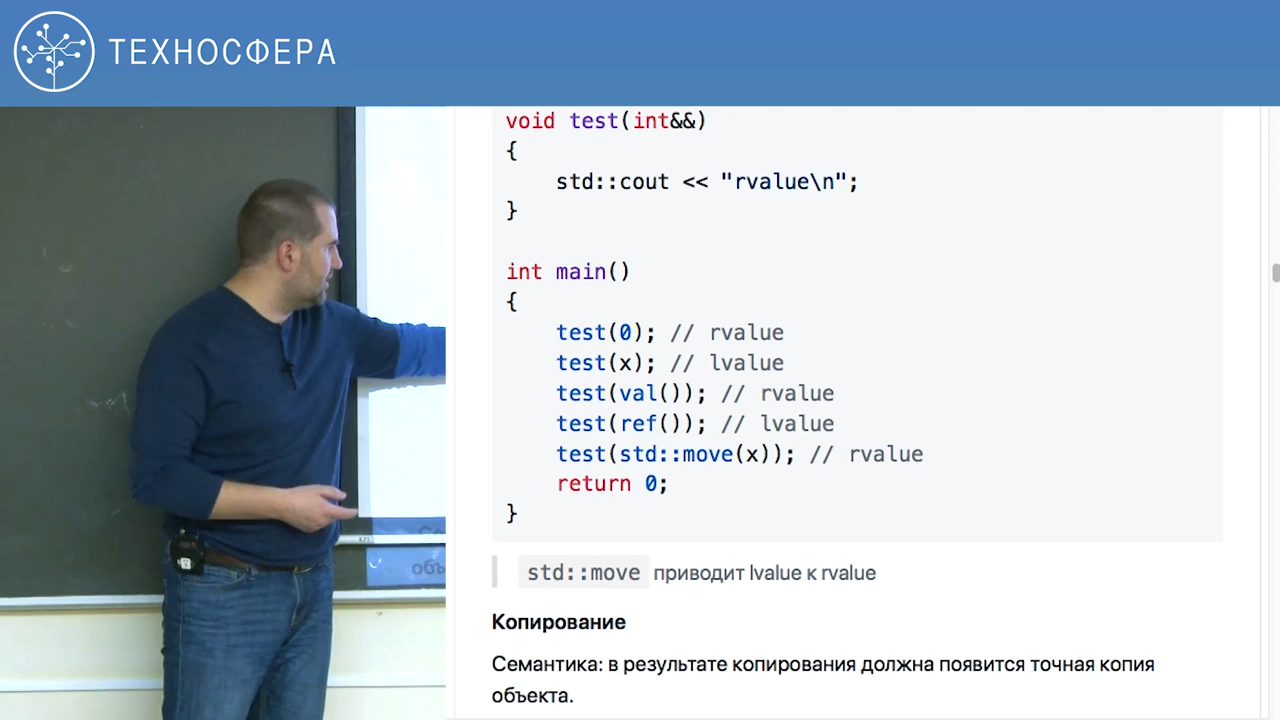 ТЕХНОСФЕРА
void test(int&&)
{
    std::cout << "rvalue\n";
}
int main()
{
    test(0); // rvalue
    test(x); // lvalue
    test(val()); // rvalue
    test(ref()); // lvalue
    test(std::move(x)); // rvalue
    return 0;
}
std::move приводит lvalue к rvalue
Копирование
Семантика: в результате копирования должна появится точная копия
объекта.